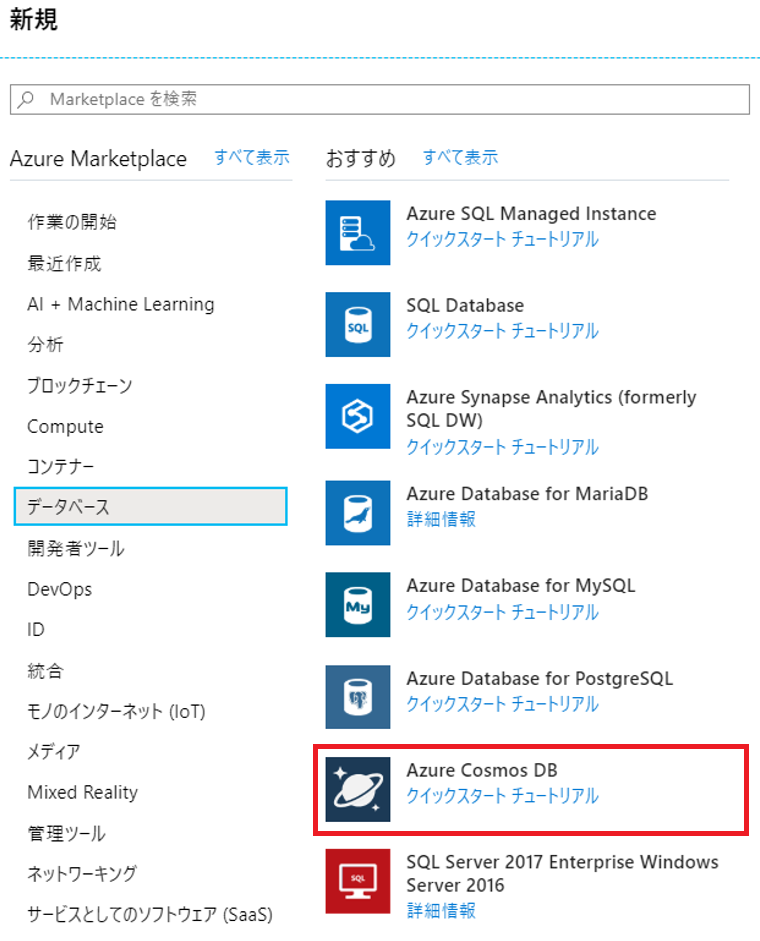 新規
Marketplace を検索
Azure Marketplace すべて表示
作業の開始
最近作成
AI + Machine Learning
分析
ブロックチェーン
Compute
コンテナー
データベース
開発者ツール
DevOps
ID
統合
モノのインターネット (IoT)
メディア
Mixed Reality
管理ツール
ネットワーキング
サービスとしてのソフトウェア (SaaS)
おすすめ すべて表示
Azure SQL Managed Instance
クイックスタート チュートリアル
SQL
SQL Database
クイックスタート チュートリアル
Azure Synapse Analytics (formerly
SQL DW)
クイックスタート チュートリアル
Azure Database for MariaDB
詳細情報
My
Azure Database for MySQL
クイックスタート チュートリアル
Azure Database for PostgreSQL
クイックスタート チュートリアル
Azure Cosmos DB
クイックスタート チュートリアル
SQL
SQL Server 2017 Enterprise Windows
Server 2016
詳細情報